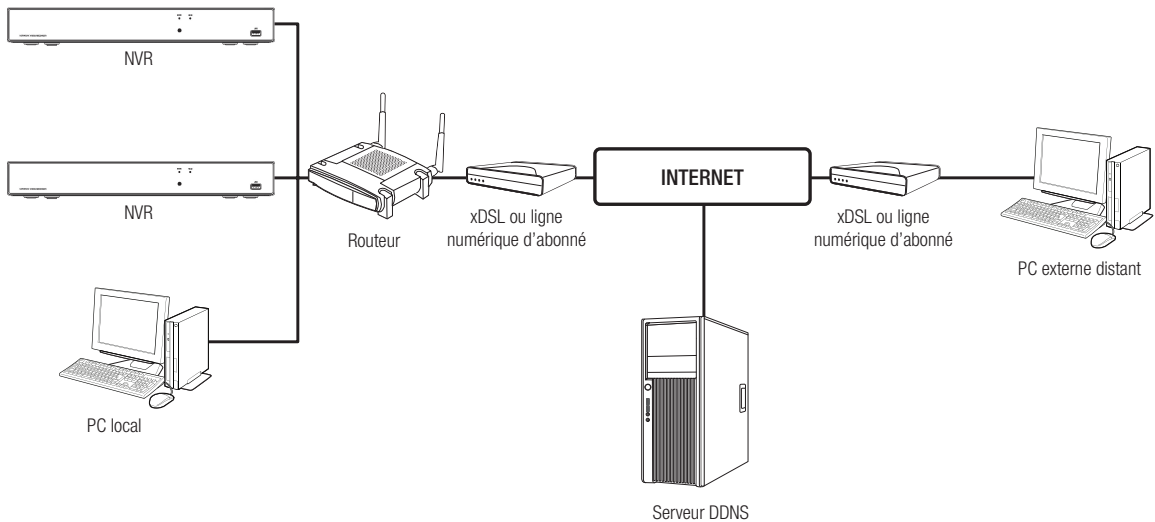 NVR
NVR
Routeur
xDSL ou ligne
numérique d'abonné
INTERNET
xDSL ou ligne
numérique d'abonné
PC externe distant
PC local
Serveur DDNS